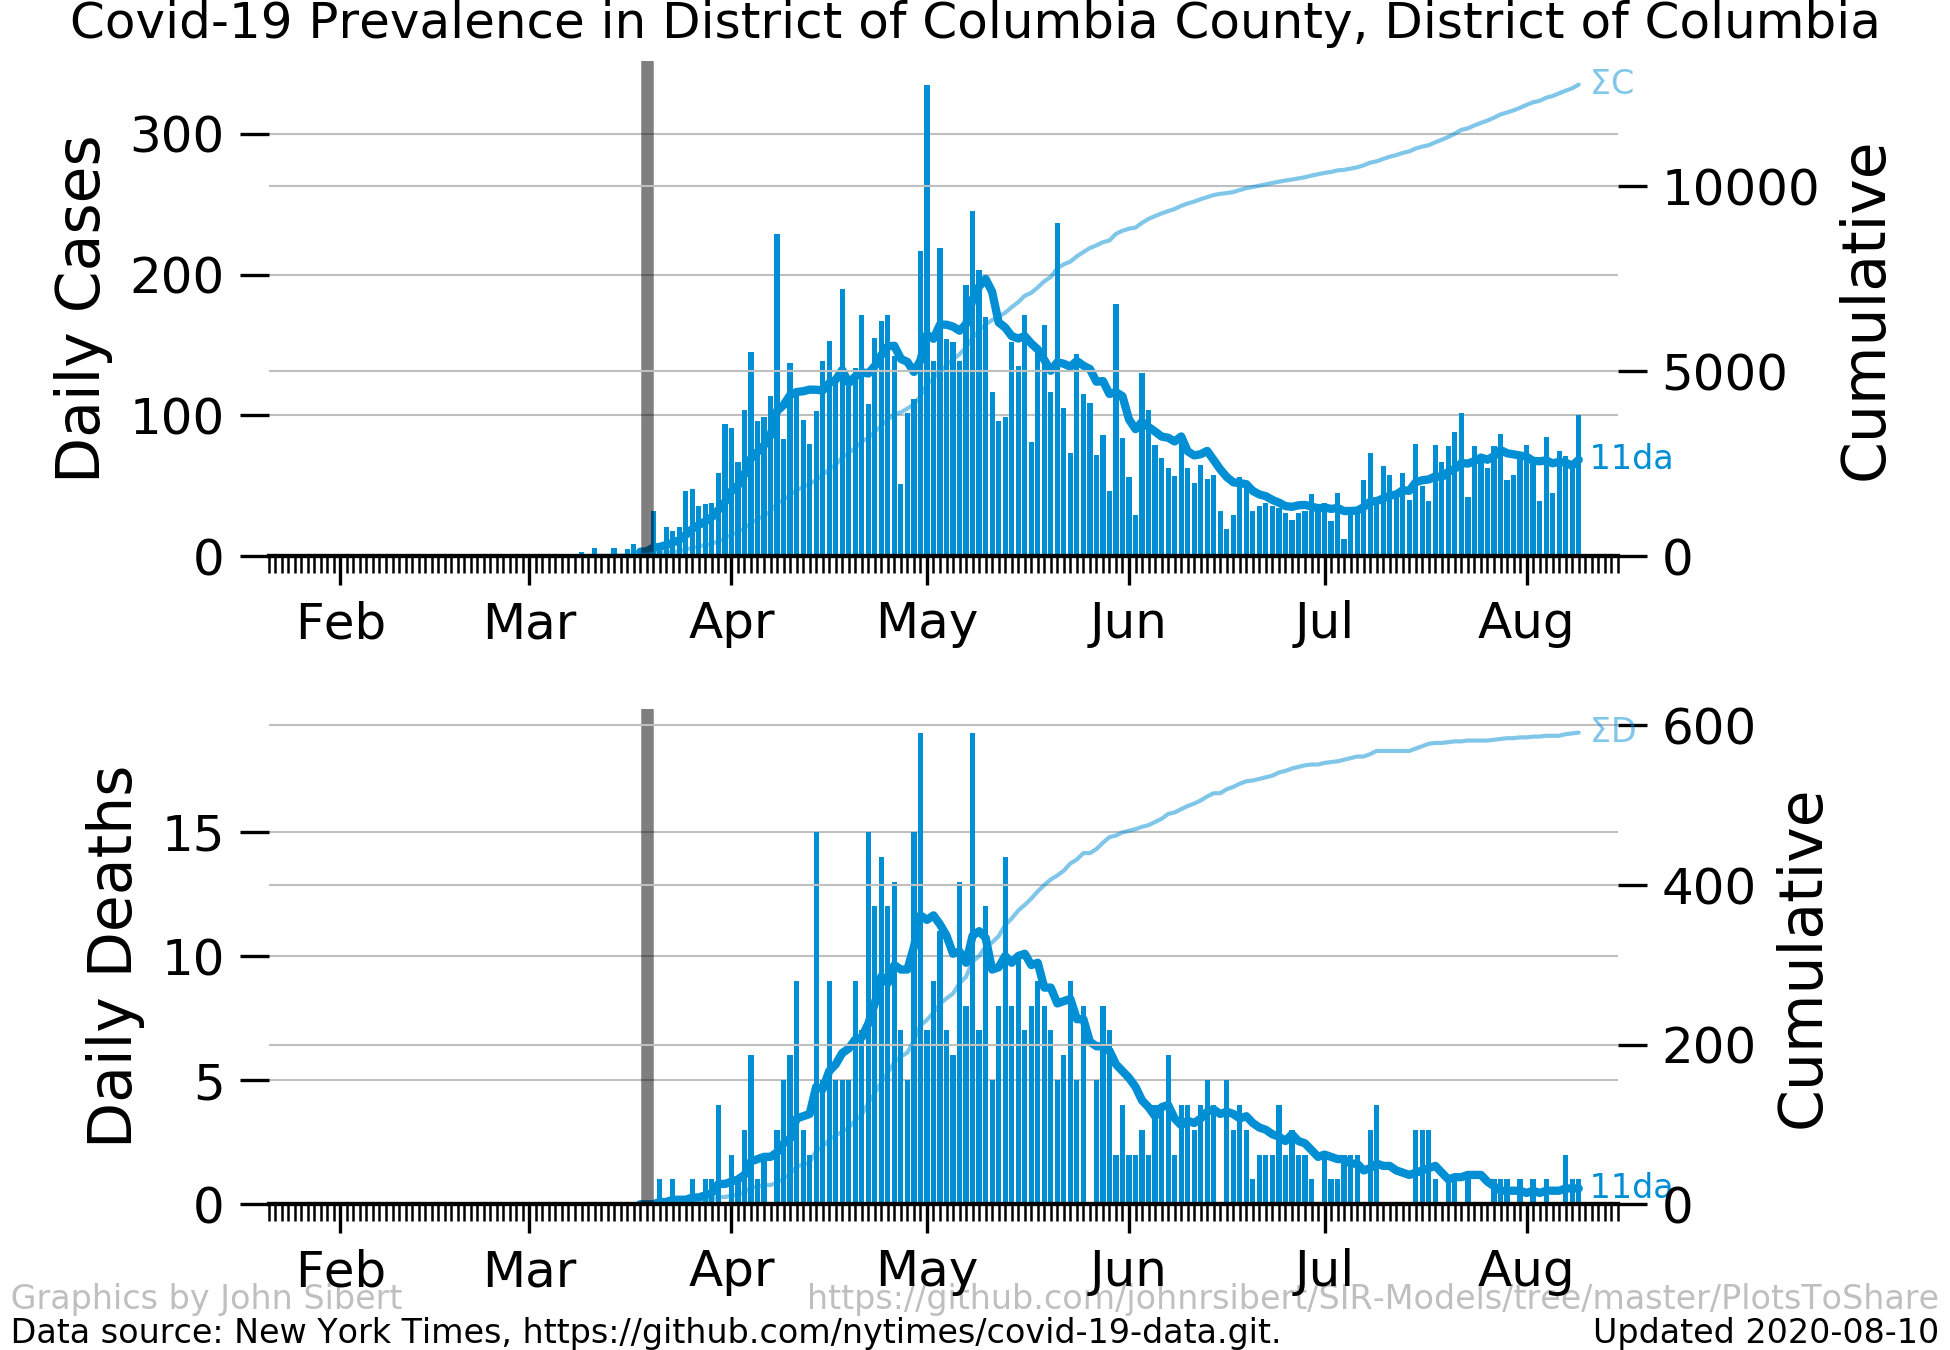 Covid-19 Prevalence in District of Columbia County, District of Columbia
ΣC
300
200
100
0
Daily Cases
10000
5000
0
Cumulative
11da
Feb Mar Apr May Jun Jul Aug
ΣD
15
10
5
0
Daily Deaths
600
400
200
0
Cumulative
11da
Feb Mar Apr May Jun Jul Aug
Graphics by John Sibert https://github.com/johnrsibert/SIR-Models/tree/master/PlotsToShare
Data source: New York Times, https://github.com/nytimes/covid-19-data.git. Updated 2020-08-10